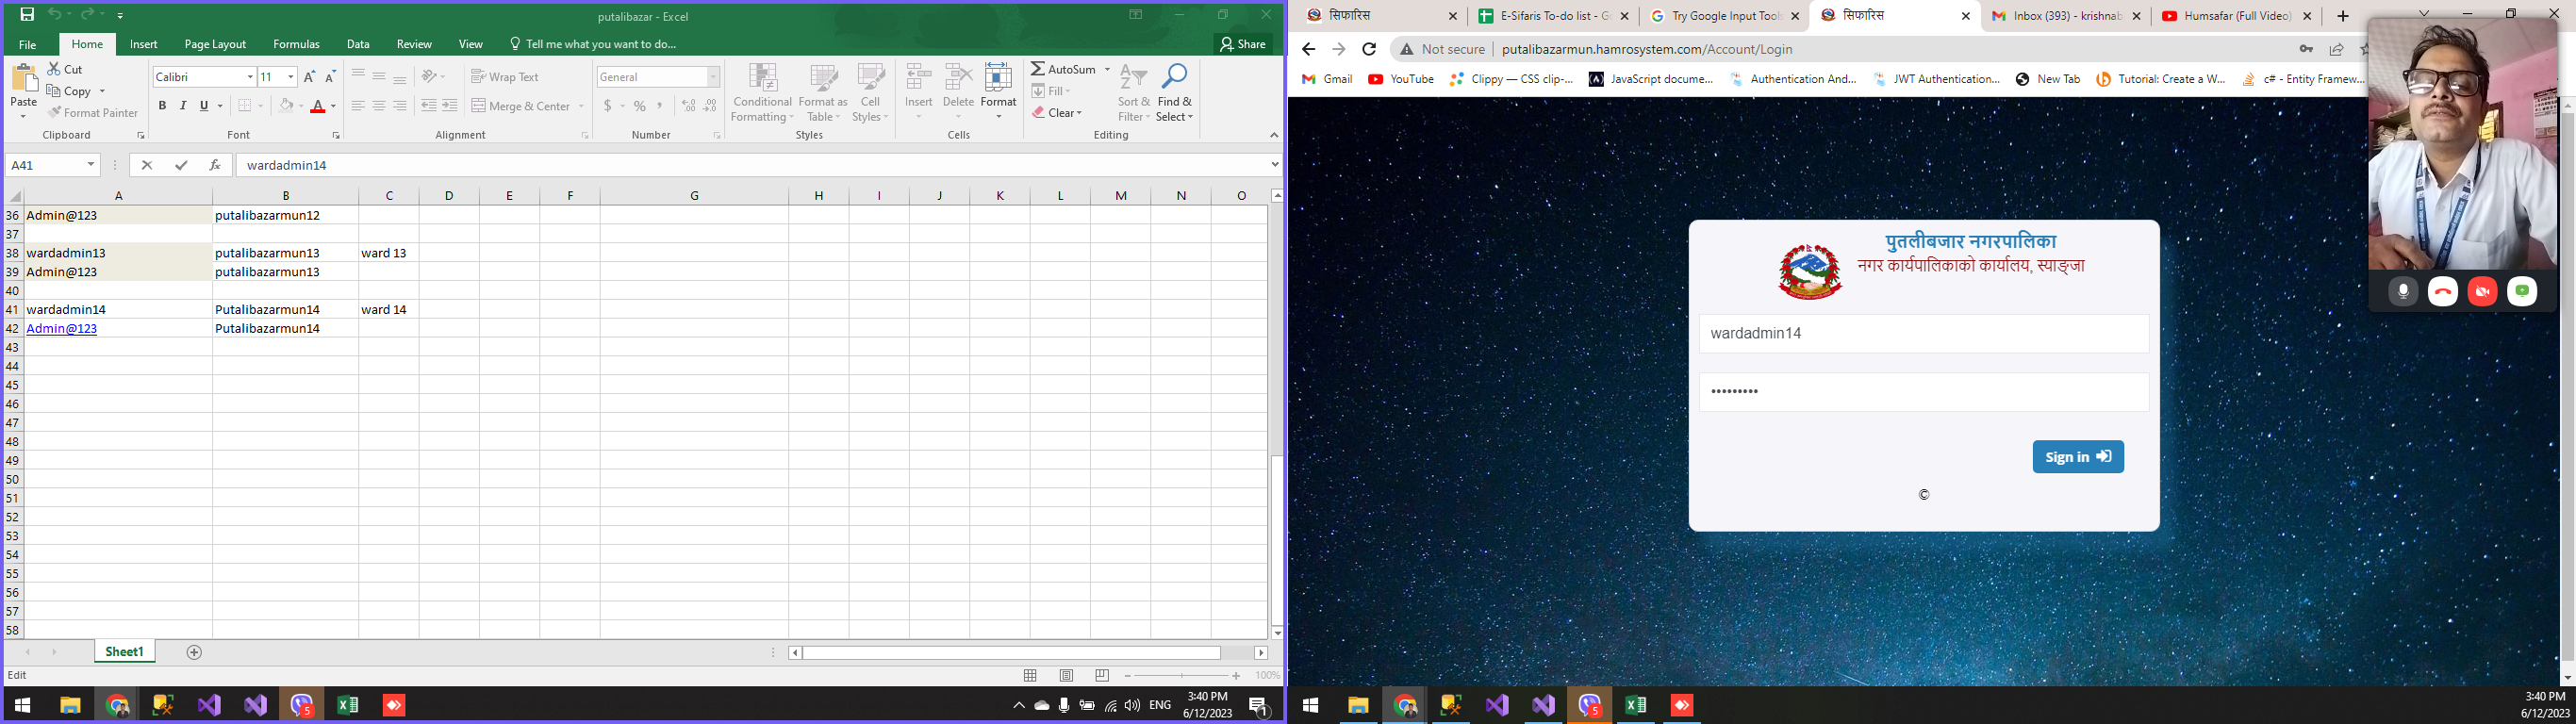 putalibazar - Excel
File Home Insert Page Layout Formulas Data Review View Tell me what you want to do... Share
Paste Cut Copy Format Painter
Calibri 11
B I U A
Wrap Text
Merge & Center
General
$ % ,
Conditional Formatting
Format as Table
Cell Styles
Insert Delete Format
AutoSum
Fill
Clear
Sort & Filter
Find & Select
Clipboard Font Alignment Number Styles Cells Editing
A41 fx wardadmin14
A B C D E F G H I J K L M N O
36 Admin@123 putalibazarmun12
37
38 wardadmin13 putalibazarmun13 ward 13
39 Admin@123 putalibazarmun13
40
41 wardadmin14 Putalibazarmun14 ward 14
42 Admin@123 Putalibazarmun14
43
44
45
46
47
48
49
50
51
52
53
54
55
56
57
58
Sheet1
Edit 100%
5 ENG 3:40 PM
6/12/2023 1
सिफारिस E-Sifaris To-do list - Go Try Google Input Tools सिफारिस Inbox (393) - krishnab Humsafar (Full Video)
Not secure putalibazarmun.hamrosystem.com/Account/Login
Gmail YouTube Clippy — CSS clip-... JavaScript docume... Authentication And... JWT Authentication... New Tab Tutorial: Create a W... c# - Entity Framew...
पुतलीबजार नगरपालिका
नगर कार्यपालिकाको कार्यालय, स्याङ्जा
wardadmin14
•••••••••
Sign in
©
5 3:40 PM
6/12/2023